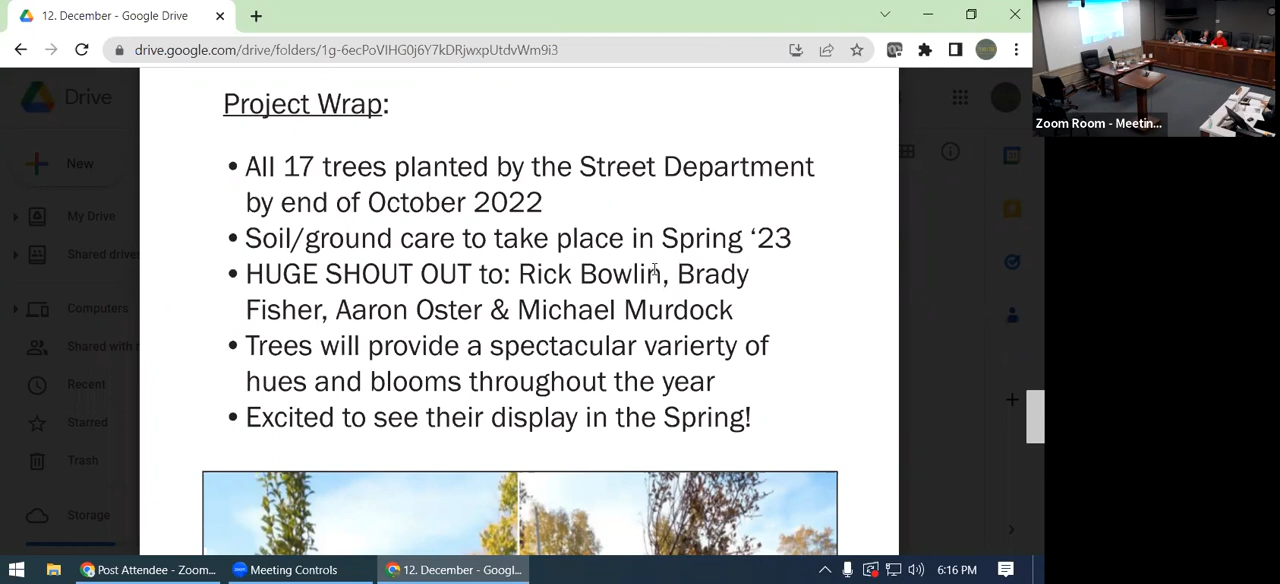 12. December - Google Drive
drive.google.com/drive/folders/1g-6ecPoVIHG0j6Y7kDRjwxpUtdvWm9i3
Zoom Room - Meetin...
Project Wrap:
Drive
• All 17 trees planted by the Street Department
New
by end of October 2022
My Drive
• Soil/ground care to take place in Spring ‘23
Shared drives
• HUGE SHOUT OUT to: Rick Bowlin, Brady
Computers
Fisher, Aaron Oster & Michael Murdock
Shared with m
• Trees will provide a spectacular varierty of
hues and blooms throughout the year
Recent
• Excited to see their display in the Spring!
Starred
Trash
Storage
Post Attendee - Zoom...
Meeting Controls
12. December - Googl...
6:16 PM